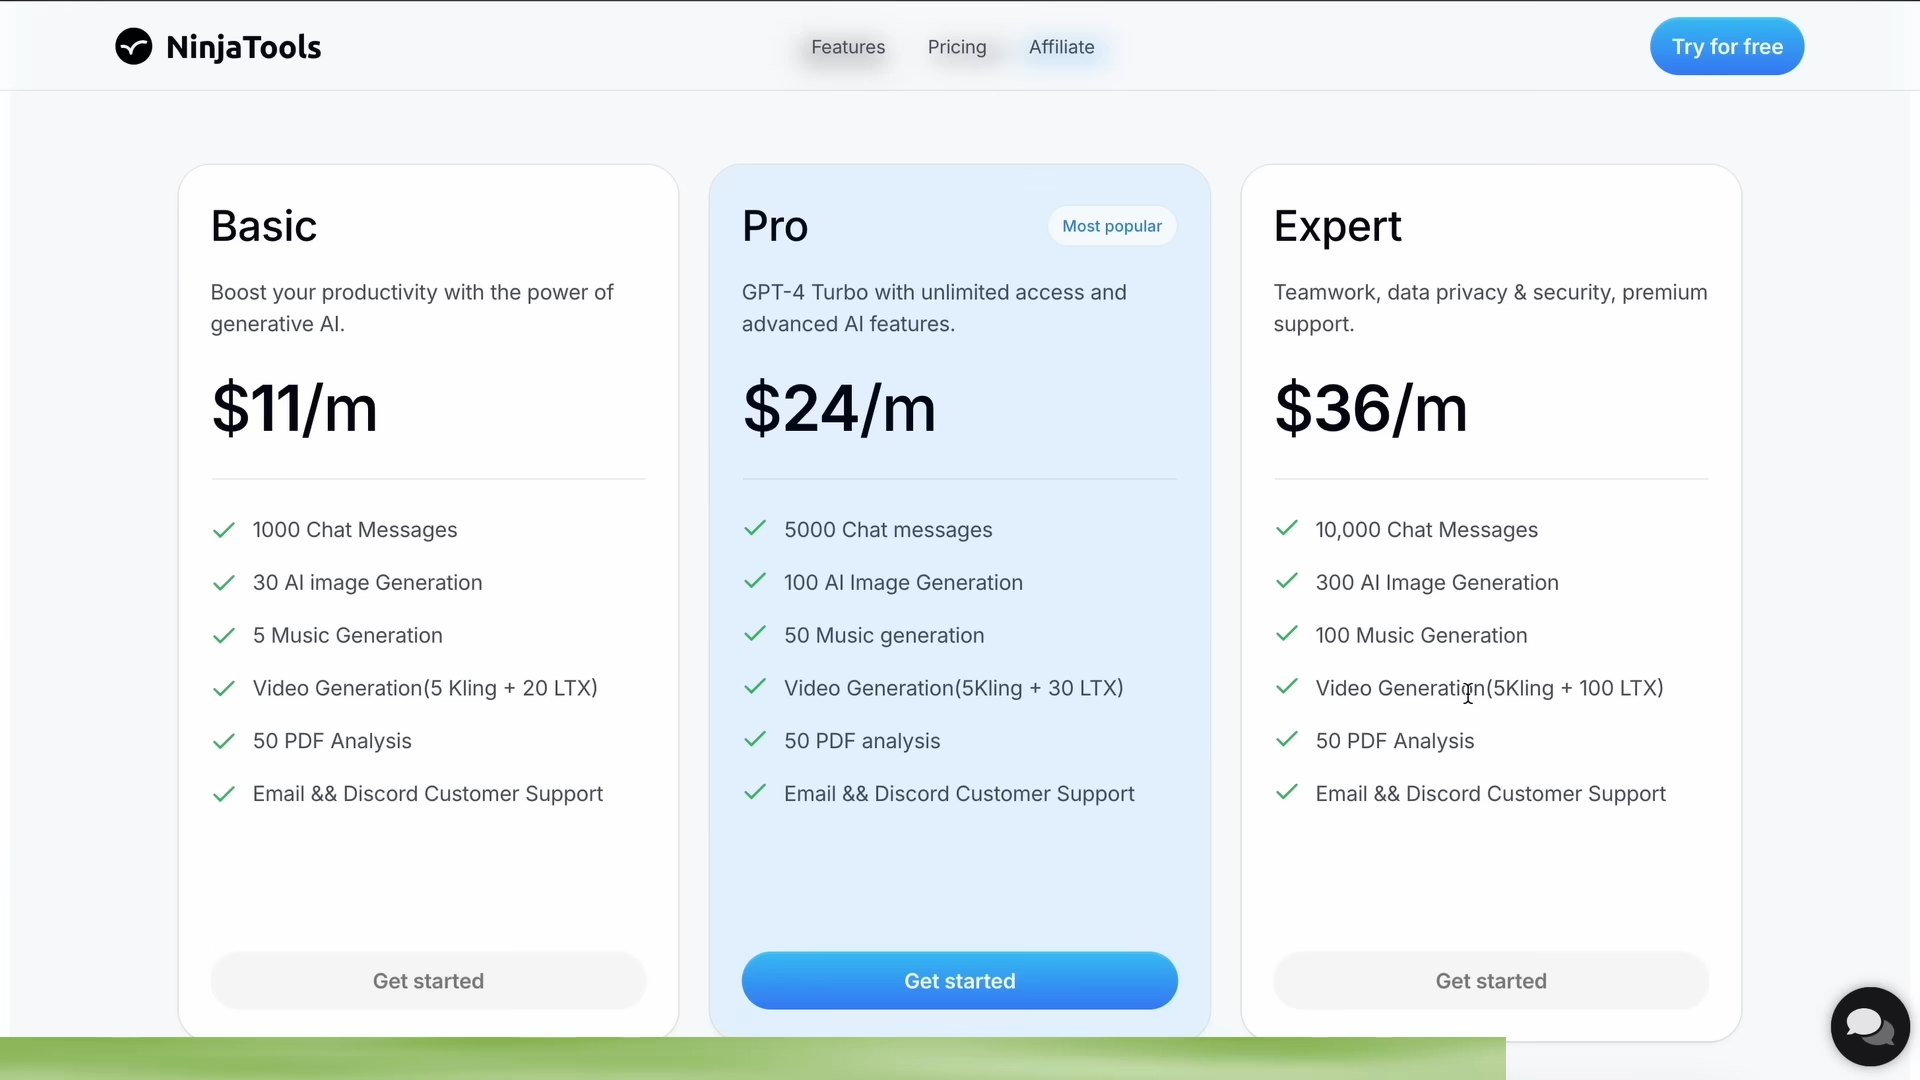 NinjaTools
Features
Pricing
Affiliate
Try for free
Basic
Boost your productivity with the power of
generative AI.
$11/m
1000 Chat Messages
30 AI image Generation
5 Music Generation
Video Generation(5 Kling + 20 LTX)
50 PDF Analysis
Email && Discord Customer Support
Get started
Pro
Most popular
GPT-4 Turbo with unlimited access and
advanced AI features.
$24/m
5000 Chat messages
100 AI Image Generation
50 Music generation
Video Generation(5Kling + 30 LTX)
50 PDF analysis
Email && Discord Customer Support
Get started
Expert
Teamwork, data privacy & security, premium
support.
$36/m
10,000 Chat Messages
300 AI Image Generation
100 Music Generation
Video Generation(5Kling + 100 LTX)
50 PDF Analysis
Email && Discord Customer Support
Get started